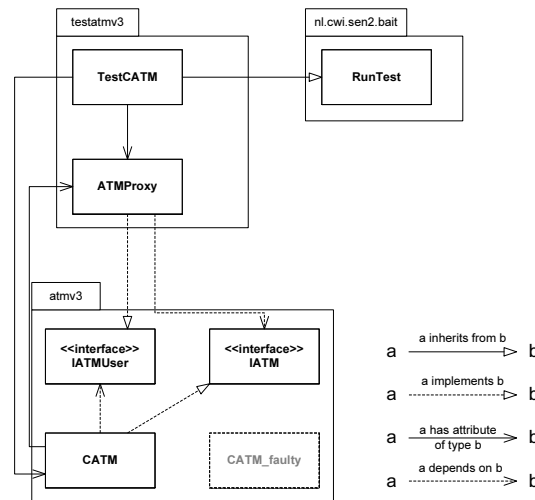 testatmv3
nl.cwi.sen2.bait
TestCATM
RunTest
ATMProxy
atmv3
<<interface>>
IATMUser
<<interface>>
IATM
CATM
CATM_faulty
a a inherits from b b
a a implements b b
a a has attribute
of type b b
a a depends on b b